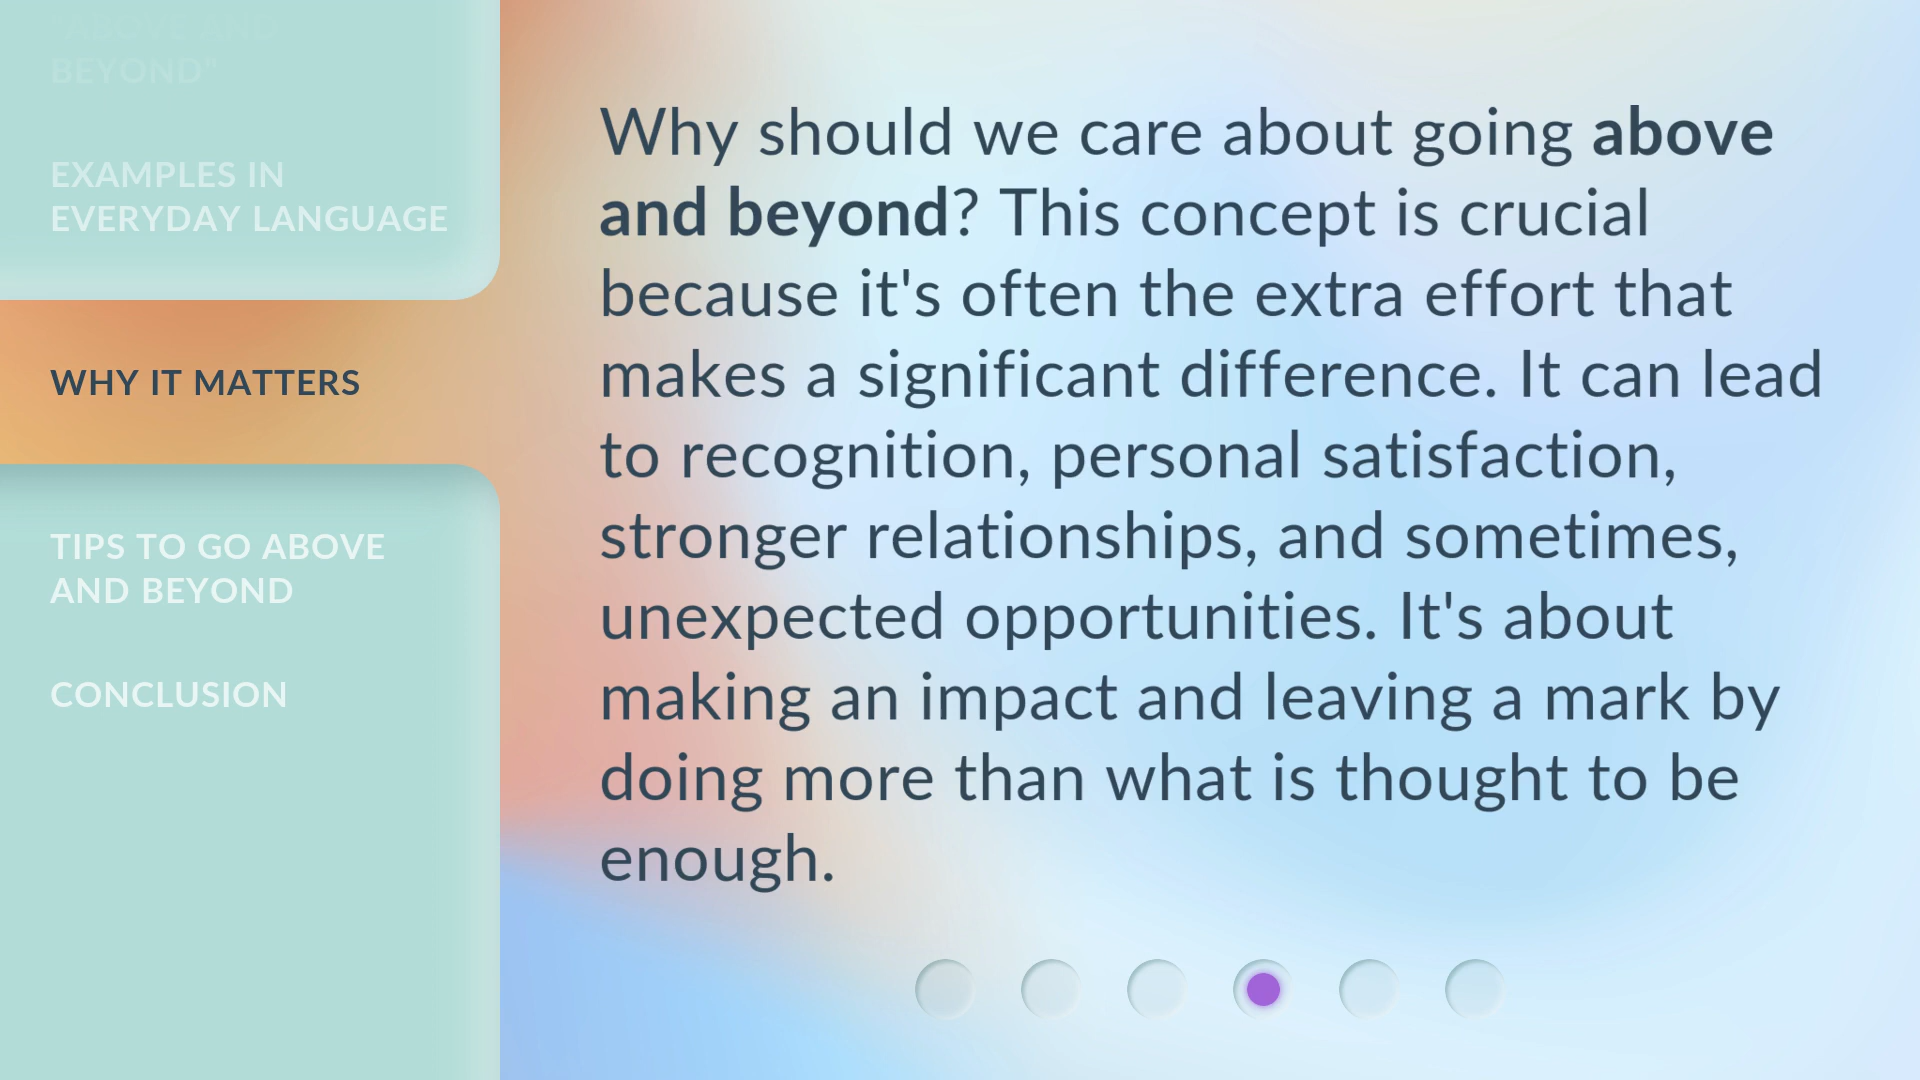 "ABOVE AND
BEYOND"
EXAMPLES IN
EVERYDAY LANGUAGE
WHY IT MATTERS
TIPS TO GO ABOVE
AND BEYOND
CONCLUSION
Why should we care about going above
and beyond? This concept is crucial
because it's often the extra effort that
makes a significant difference. It can lead
to recognition, personal satisfaction,
stronger relationships, and sometimes,
unexpected opportunities. It's about
making an impact and leaving a mark by
doing more than what is thought to be
enough.